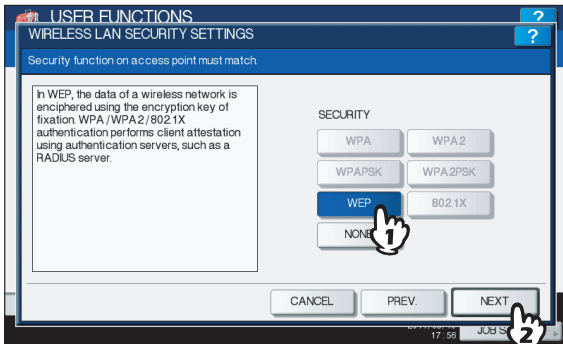 USER FUNCTIONS
?
WIRELESS LAN SECURITY SETTINGS
?
Security function on access point must match.
In WEP, the data of a wireless network is
enciphered using the encryption key of
fixation. WPA/WPA2/802.1X
authentication performs client attestation
using authentication servers, such as a
RADIUS server.
SECURITY
WPA WPA2
WPAPSK WPA2PSK
WEP 802.1X
NONE
1
CANCEL PREV. NEXT
17:56
JOB S
2